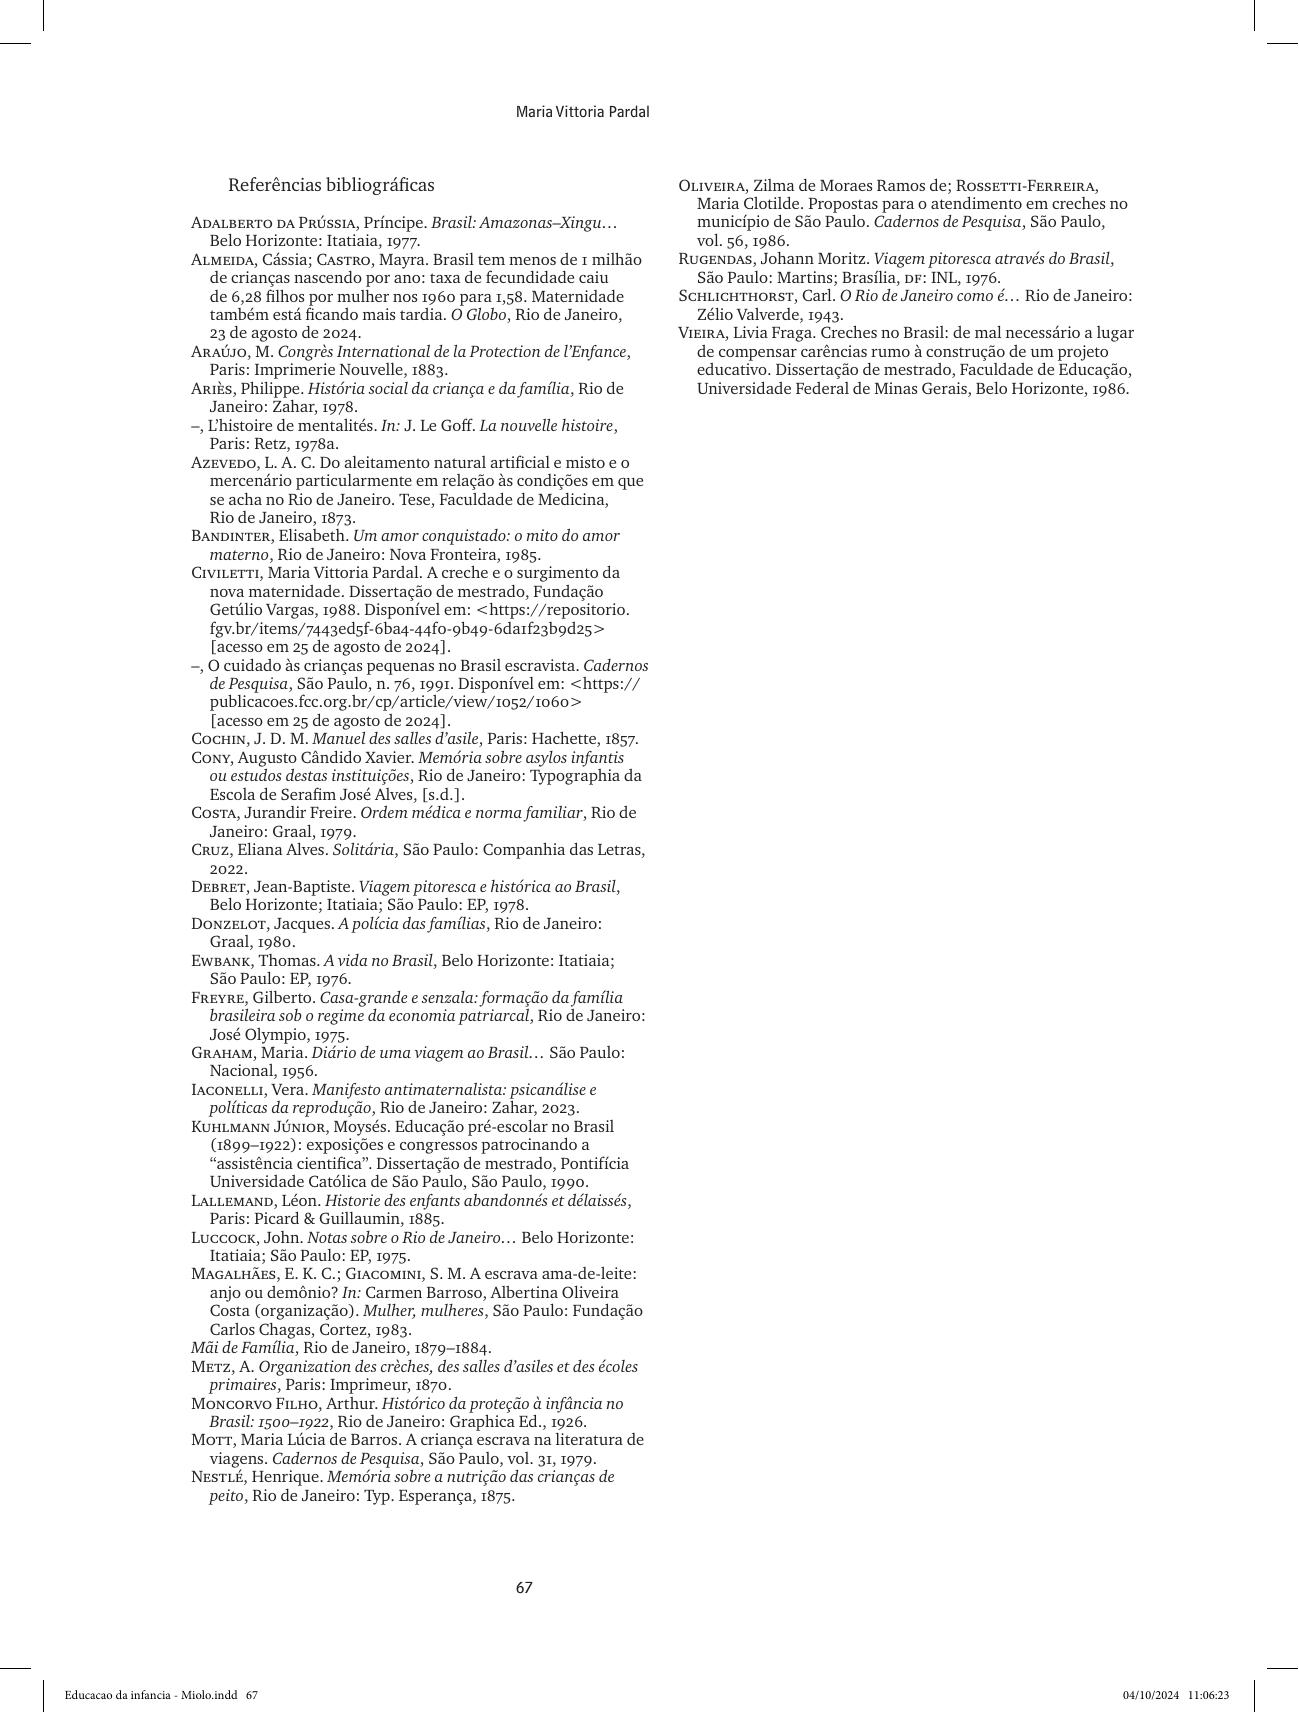 Maria Vittoria Pardal
Referências bibliográficas
Adalberto da Prússia, Príncipe. Brasil: Amazonas–Xingu…
Belo Horizonte: Itatiaia, 1977.
Almeida, Cássia; Castro, Mayra. Brasil tem menos de 1 milhão
de crianças nascendo por ano: taxa de fecundidade caiu
de 6,28 filhos por mulher nos 1960 para 1,58. Maternidade
também está ficando mais tardia. O Globo, Rio de Janeiro,
23 de agosto de 2024.
Araújo, M. Congrès International de la Protection de l’Enfance,
Paris: Imprimerie Nouvelle, 1883.
Ariès, Philippe. História social da criança e da família, Rio de
Janeiro: Zahar, 1978.
–, L’histoire de mentalités. In: J. Le Goff. La nouvelle histoire,
Paris: Retz, 1978a.
Azevedo, L. A. C. Do aleitamento natural artificial e misto e o
mercenário particularmente em relação às condições em que
se acha no Rio de Janeiro. Tese, Faculdade de Medicina,
Rio de Janeiro, 1873.
Bandinter, Elisabeth. Um amor conquistado: o mito do amor
materno, Rio de Janeiro: Nova Fronteira, 1985.
Civiletti, Maria Vittoria Pardal. A creche e o surgimento da
nova maternidade. Dissertação de mestrado, Fundação
Getúlio Vargas, 1988. Disponível em: <https://repositorio.
fgv.br/items/7443ed5f-6ba4-44f0-9b49-6da1f23b9d25>
[acesso em 25 de agosto de 2024].
–, O cuidado às crianças pequenas no Brasil escravista. Cadernos
de Pesquisa, São Paulo, n. 76, 1991. Disponível em: <https://
publicacoes.fcc.org.br/cp/article/view/1052/1060>
[acesso em 25 de agosto de 2024].
Cochin, J. D. M. Manuel des salles d’asile, Paris: Hachette, 1857.
Cony, Augusto Cândido Xavier. Memória sobre asylos infantis
ou estudos destas instituições, Rio de Janeiro: Typographia da
Escola de Serafim José Alves, [s.d.].
Costa, Jurandir Freire. Ordem médica e norma familiar, Rio de
Janeiro: Graal, 1979.
Cruz, Eliana Alves. Solitária, São Paulo: Companhia das Letras,
2022.
Debret, Jean-Baptiste. Viagem pitoresca e histórica ao Brasil,
Belo Horizonte; Itatiaia; São Paulo: EP, 1978.
Donzelot, Jacques. A polícia das famílias, Rio de Janeiro:
Graal, 1980.
Ewbank, Thomas. A vida no Brasil, Belo Horizonte: Itatiaia;
São Paulo: EP, 1976.
Freyre, Gilberto. Casa-grande e senzala: formação da família
brasileira sob o regime da economia patriarcal, Rio de Janeiro:
José Olympio, 1975.
Graham, Maria. Diário de uma viagem ao Brasil… São Paulo:
Nacional, 1956.
Iaconelli, Vera. Manifesto antimaternalista: psicanálise e
políticas da reprodução, Rio de Janeiro: Zahar, 2023.
Kuhlmann Júnior, Moysés. Educação pré-escolar no Brasil
(1899–1922): exposições e congressos patrocinando a
“assistência cientifica”. Dissertação de mestrado, Pontifícia
Universidade Católica de São Paulo, São Paulo, 1990.
Lallemand, Léon. Historie des enfants abandonnés et délaissés,
Paris: Picard & Guillaumin, 1885.
Luccock, John. Notas sobre o Rio de Janeiro… Belo Horizonte:
Itatiaia; São Paulo: EP, 1975.
Magalhães, E. K. C.; Giacomini, S. M. A escrava ama-de-leite:
anjo ou demônio? In: Carmen Barroso, Albertina Oliveira
Costa (organização). Mulher, mulheres, São Paulo: Fundação
Carlos Chagas, Cortez, 1983.
Mãi de Família, Rio de Janeiro, 1879–1884.
Metz, A. Organization des crèches, des salles d’asiles et des écoles
primaires, Paris: Imprimeur, 1870.
Moncorvo Filho, Arthur. Histórico da proteção à infância no
Brasil: 1500–1922, Rio de Janeiro: Graphica Ed., 1926.
Mott, Maria Lúcia de Barros. A criança escrava na literatura de
viagens. Cadernos de Pesquisa, São Paulo, vol. 31, 1979.
Nestlé, Henrique. Memória sobre a nutrição das crianças de
peito, Rio de Janeiro: Typ. Esperança, 1875.
Oliveira, Zilma de Moraes Ramos de; Rossetti-Ferreira,
Maria Clotilde. Propostas para o atendimento em creches no
município de São Paulo. Cadernos de Pesquisa, São Paulo,
vol. 56, 1986.
Rugendas, Johann Moritz. Viagem pitoresca através do Brasil,
São Paulo: Martins; Brasília, DF: INL, 1976.
Schlichthorst, Carl. O Rio de Janeiro como é… Rio de Janeiro:
Zélio Valverde, 1943.
Vieira, Livia Fraga. Creches no Brasil: de mal necessário a lugar
de compensar carências rumo à construção de um projeto
educativo. Dissertação de mestrado, Faculdade de Educação,
Universidade Federal de Minas Gerais, Belo Horizonte, 1986.
67
Educacao da infancia - Miolo.indd 67
04/10/2024 11:06:23